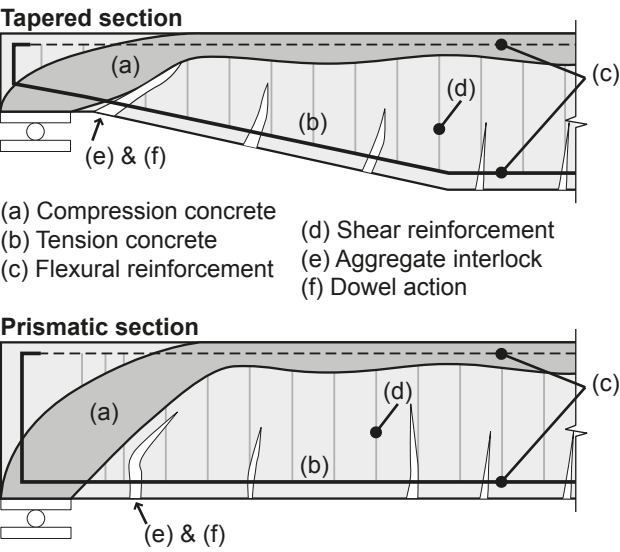 Tapered section
(a)
(c)
(d)
(b)
(e) & (f)
(a) Compression concrete
(b) Tension concrete
(c) Flexural reinforcement
(d) Shear reinforcement
(e) Aggregate interlock
(f) Dowel action
Prismatic section
(c)
(d)
(a)
(b)
(e) & (f)